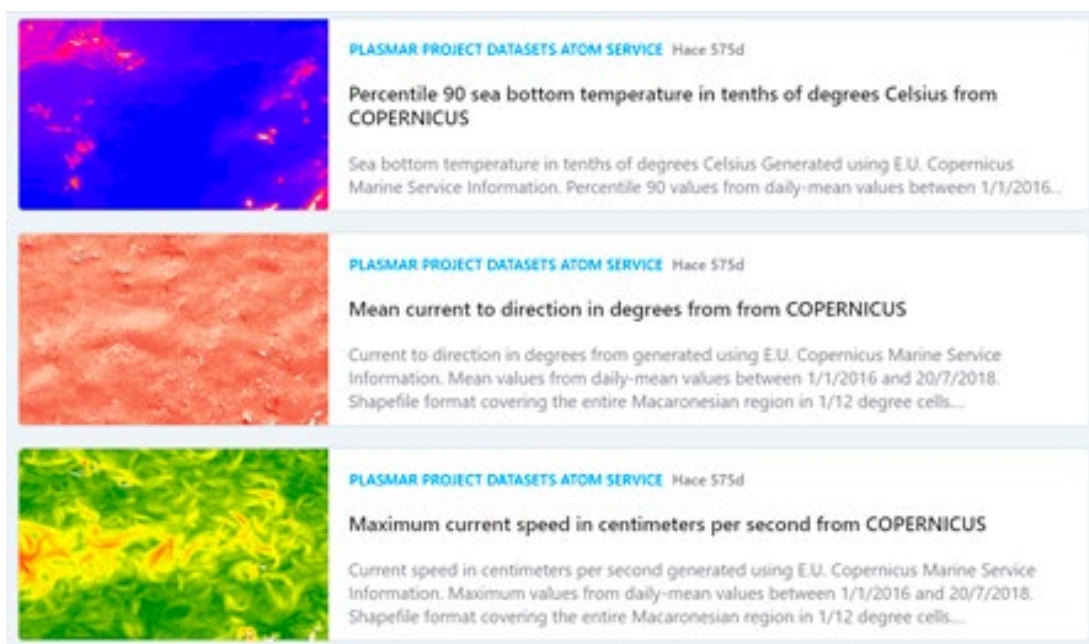 PLASMAR PROJECT DATASETS ATOM SERVICE Hace 575d
Percentile 90 sea bottom temperature in tenths of degrees Celsius from
COPERNICUS
Sea bottom temperature in tenths of degrees Celsius Generated using E.U. Copernicus
Marine Service Information. Percentile 90 values from daily-mean values between 1/1/2016...
PLASMAR PROJECT DATASETS ATOM SERVICE Hace 575d
Mean current to direction in degrees from from COPERNICUS
Current to direction in degrees from generated using E.U. Copernicus Marine Service
Information. Mean values from daily-mean values between 1/1/2016 and 20/7/2018.
Shapefile format covering the entire Macaronesian region in 1/12 degree cells....
PLASMAR PROJECT DATASETS ATOM SERVICE Hace 575d
Maximum current speed in centimeters per second from COPERNICUS
Current speed in centimeters per second generated using E.U. Copernicus Marine Service
Information. Maximum values from daily-mean values between 1/1/2016 and 20/7/2018.
Shapefile format covering the entire Macaronesian region in 1/12 degree cells....